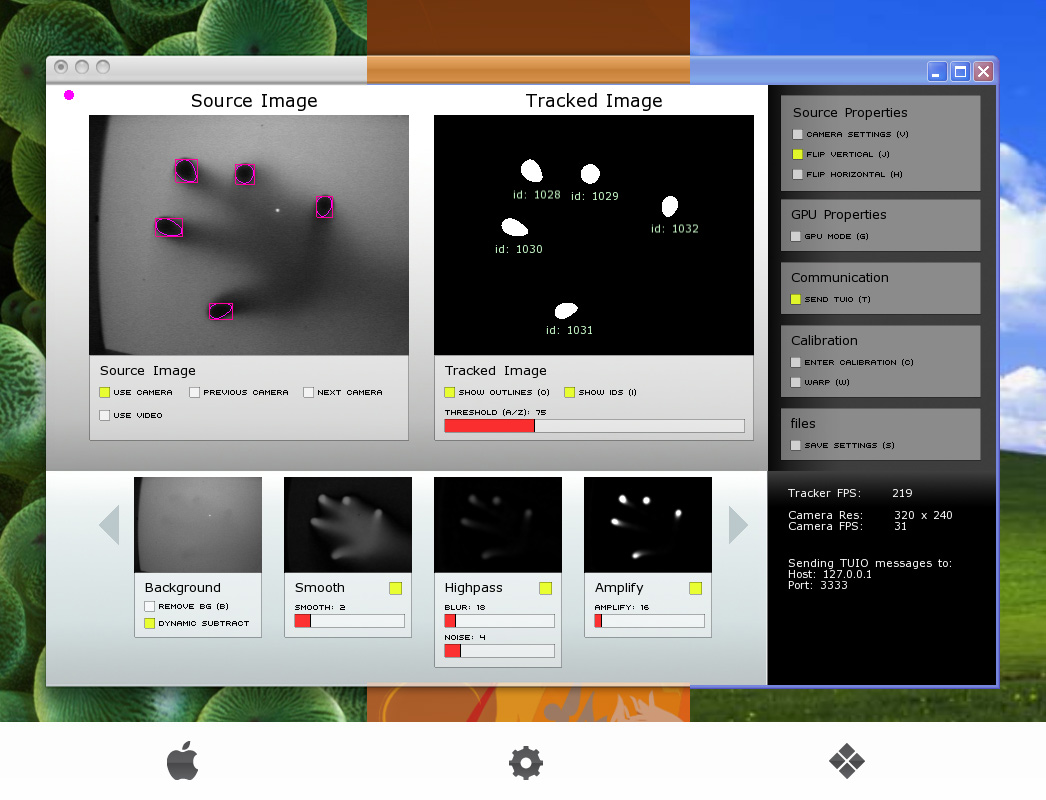 Source Image
Tracked Image
id: 1028
id: 1029
id: 1032
id: 1030
id: 1031
Source Image
USE CAMERA
PREVIOUS CAMERA
NEXT CAMERA
USE VIDEO
Tracked Image
SHOW OUTLINES (O)
SHOW IDS (I)
THRESHOLD (A/Z): 75
Background
REMOVE BG (B)
DYNAMIC SUBTRACT
Smooth
SMOOTH: 2
Highpass
BLUR: 18
NOISE: 4
Amplify
AMPLIFY: 16
Source Properties
CAMERA SETTINGS (V)
FLIP VERTICAL (J)
FLIP HORIZONTAL (H)
GPU Properties
GPU MODE (G)
Communication
SEND TUIO (T)
Calibration
ENTER CALIBRATION (C)
WARP (W)
files
SAVE SETTINGS (S)
Tracker FPS: 219
Camera Res: 320 x 240
Camera FPS: 31
Sending TUIO messages to:
Host: 127.0.0.1
Port: 3333